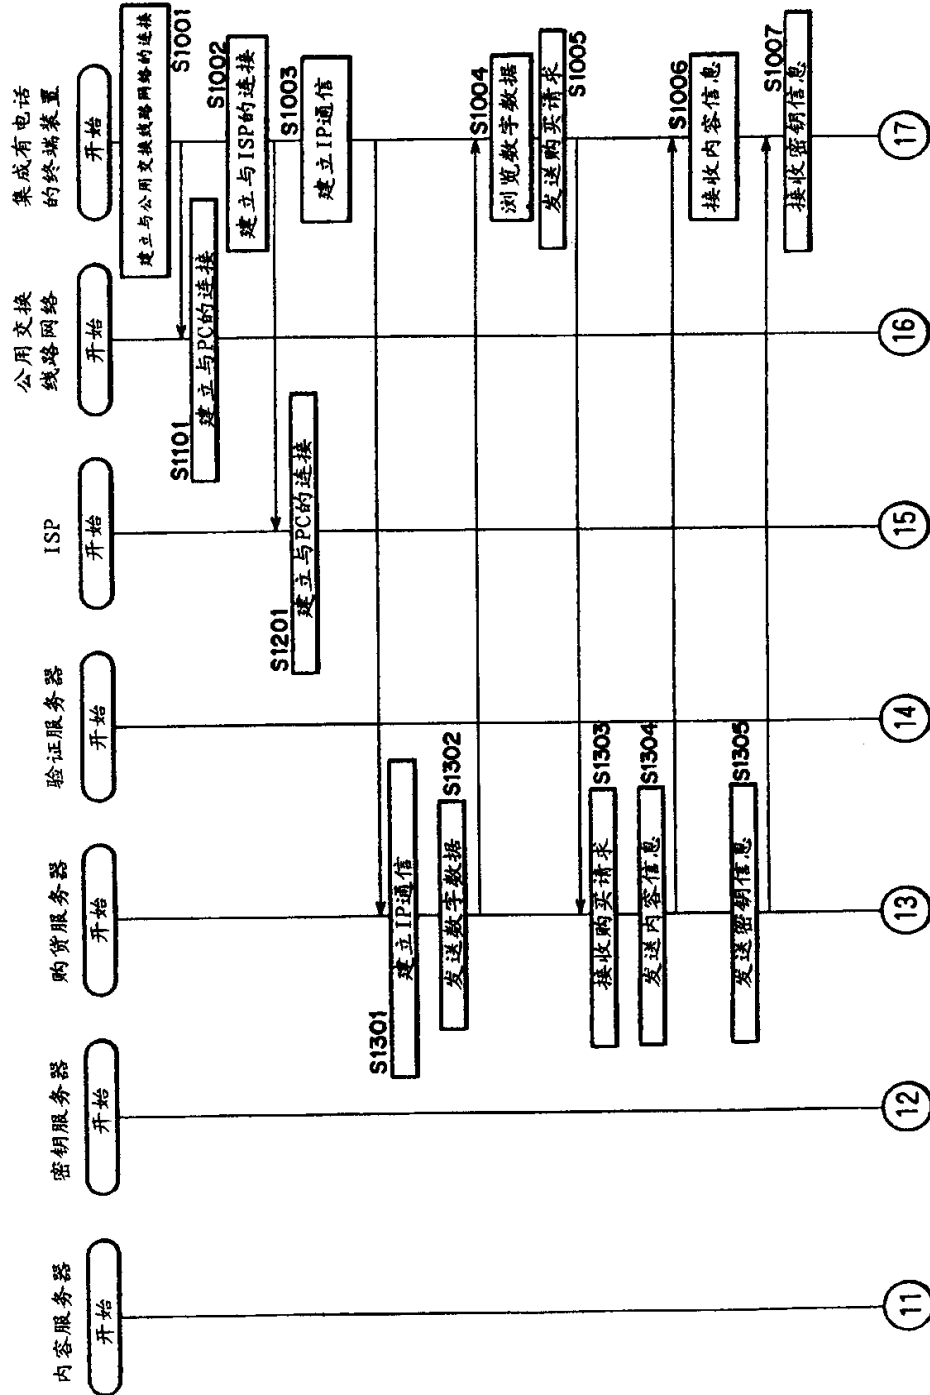 内容服务器
开始
密钥服务器
开始
购货服务器
开始
验证服务器
开始
ISP
开始
公用交换
线路网络
开始
集成有电话
的终端装置
开始
建立与公用交换线路网络的连接
S1001
S1101
建立与PC的连接
S1002
建立与ISP的连接
S1201
建立与PC的连接
S1003
建立IP通信
S1301
建立IP通信
发送数字数据
S1302
S1004
浏览数字数据
发送购买请求
S1005
接收购买请求
S1303
发送内容信息
S1304
S1006
接收内容信息
发送密钥信息
S1305
S1007
接收密钥信息
11
12
13
14
15
16
17